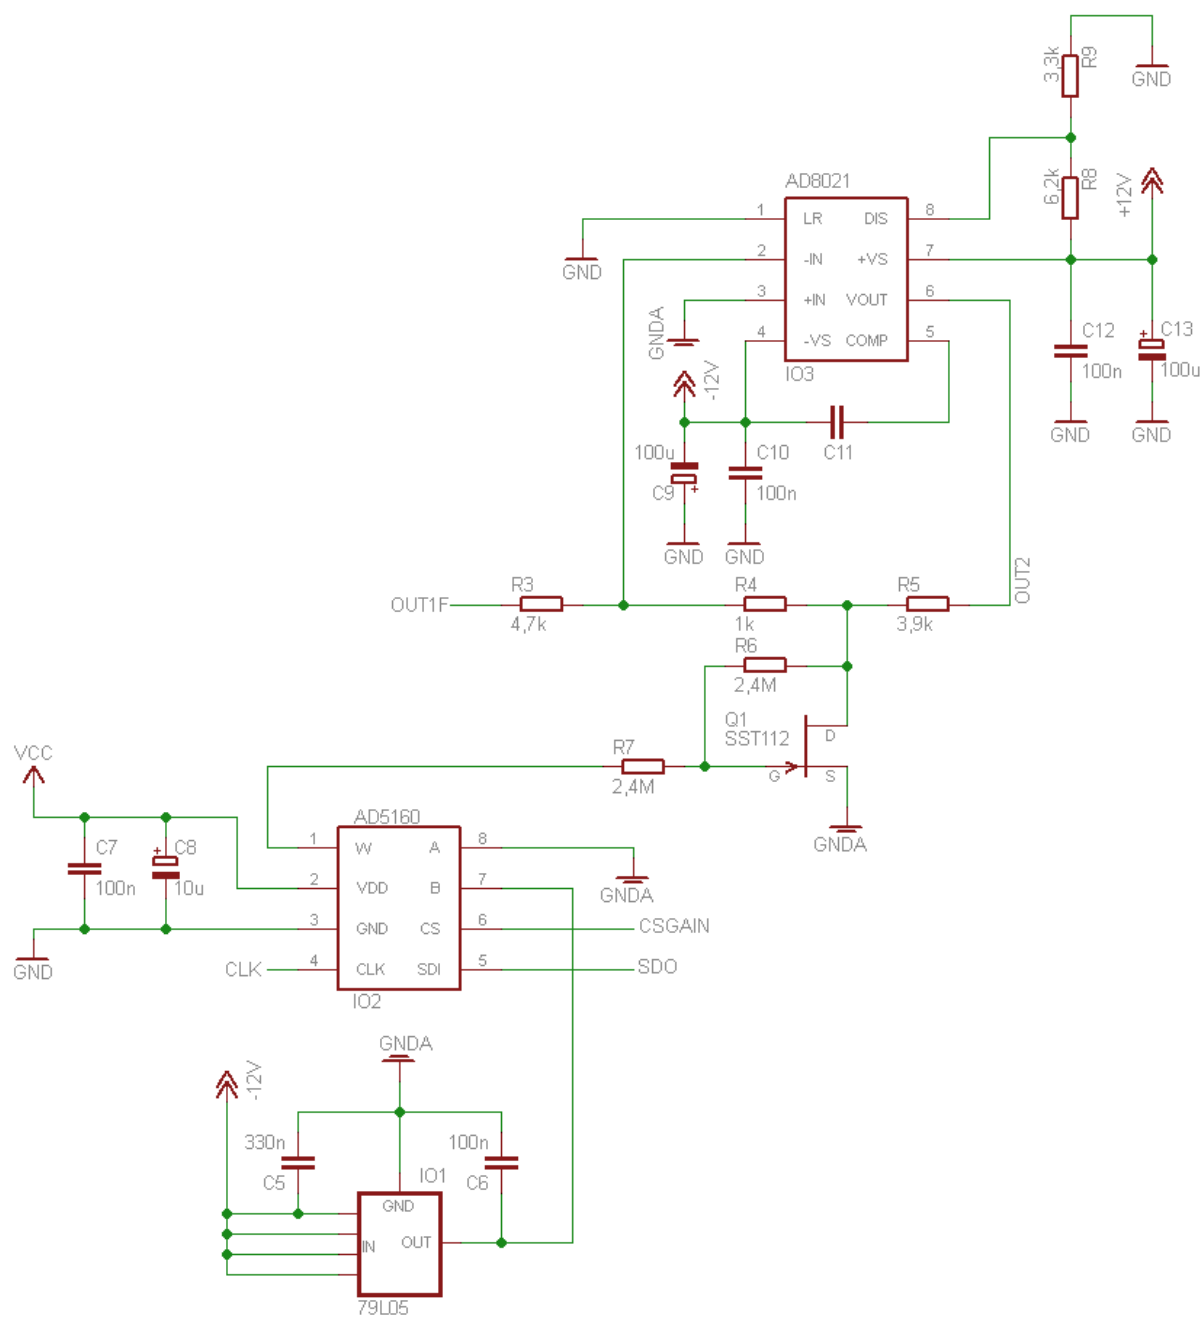 3,3k
R9
GND
AD8021
6,2k
R8
+12V
1
LR
DIS
8
2
-IN
+VS
7
GND
3
+IN
VOUT
6
GNDA
4
-VS
COMP
5
C12
100n
C13
100u
-12V
IO3
GND
GND
100u
C9
C10
100n
C11
GND
GND
OUT2
R3
R4
R5
OUT1F
4,7k
1k
3,9k
R6
2,4M
Q1
SST112
D
G
S
R7
2,4M
VCC
GNDA
AD5160
C7
100n
C8
10u
1
W
A
8
2
VDD
B
7
GNDA
3
GND
CS
6
CSGAIN
GND
CLK
4
CLK
SDI
5
SDO
IO2
GNDA
-12V
330n
C5
100n
C6
IO1
GND
IN
OUT
79L05